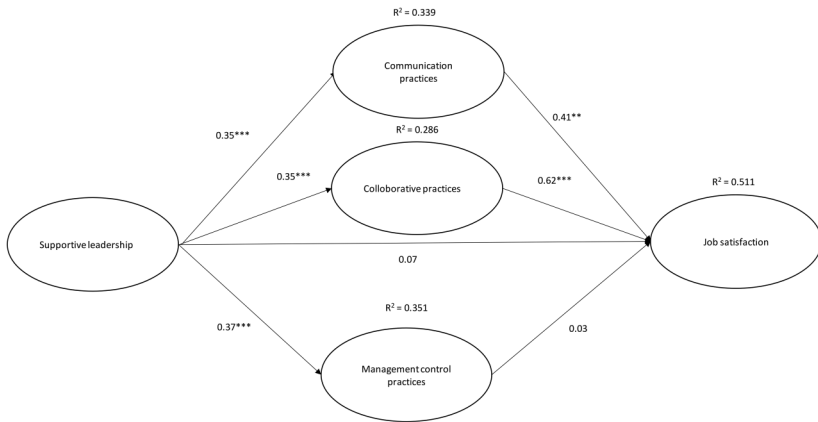 R² = 0.339
Communication
practices
0.35***
0.41**
R² = 0.286
0.35***
Colloborative practices
0.62***
R² = 0.511
Supportive leadership
Job satisfaction
0.07
R² = 0.351
0.37***
0.03
Management control
practices